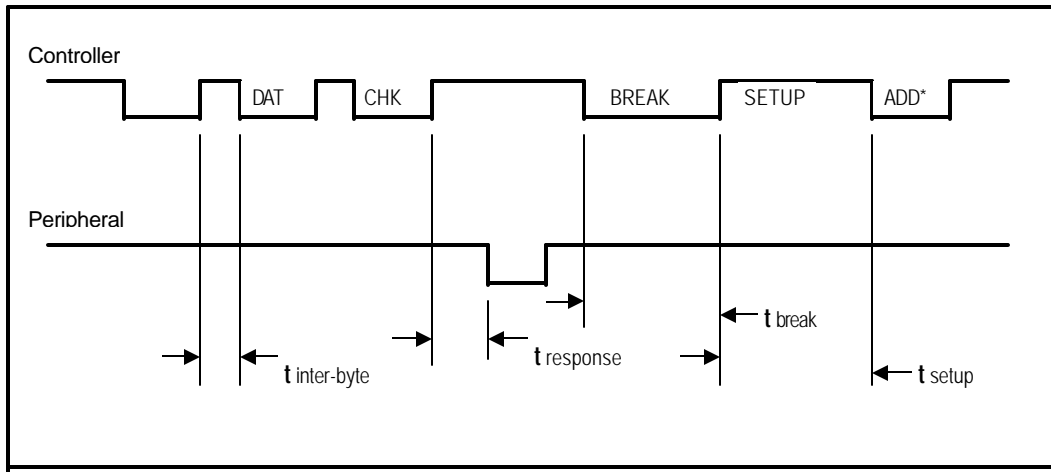 Controller
DAT CHK BREAK SETUP ADD*
Peripheral
t break
t response
t inter-byte t setup